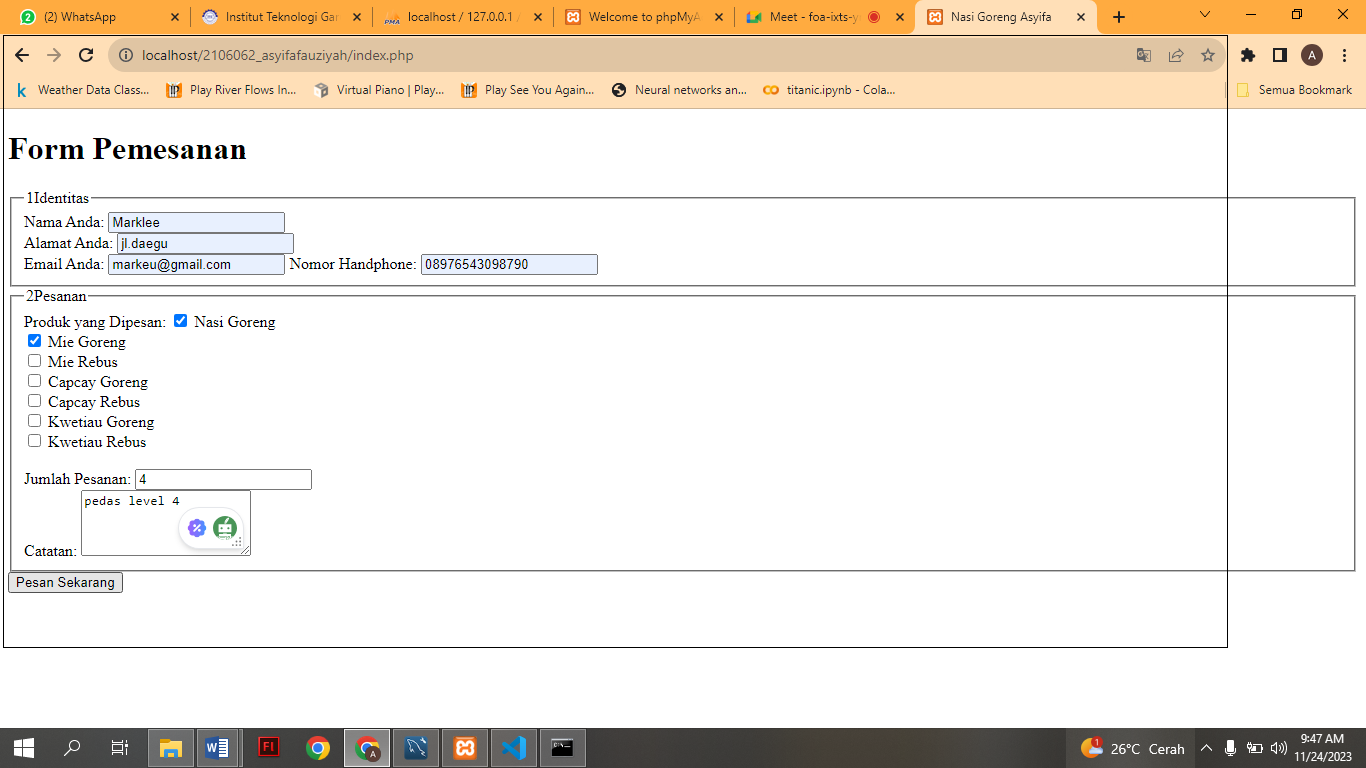 (2) WhatsApp
Institut Teknologi Gar
PMA
localhost / 127.0.0.1 /
Welcome to phpMyA
Meet - foa-ixts-y
Nasi Goreng Asyifa
localhost/2106062_asyifafauziyah/index.php
A
k Weather Data Class...
Play River Flows In...
Virtual Piano | Play...
Play See You Again...
Neural networks an...
titanic.ipynb - Cola...
Semua Bookmark
Form Pemesanan
1Identitas
Nama Anda: Marklee
Alamat Anda: jl.daegu
Email Anda: markeu@gmail.com Nomor Handphone: 08976543098790
2Pesanan
Produk yang Dipesan: Nasi Goreng
Mie Goreng
Mie Rebus
Capcay Goreng
Capcay Rebus
Kwetiau Goreng
Kwetiau Rebus
Jumlah Pesanan: 4
pedas level 4
Catatan:
Pesan Sekarang
W
Fl
A
1
26°C Cerah
9:47 AM
11/24/2023